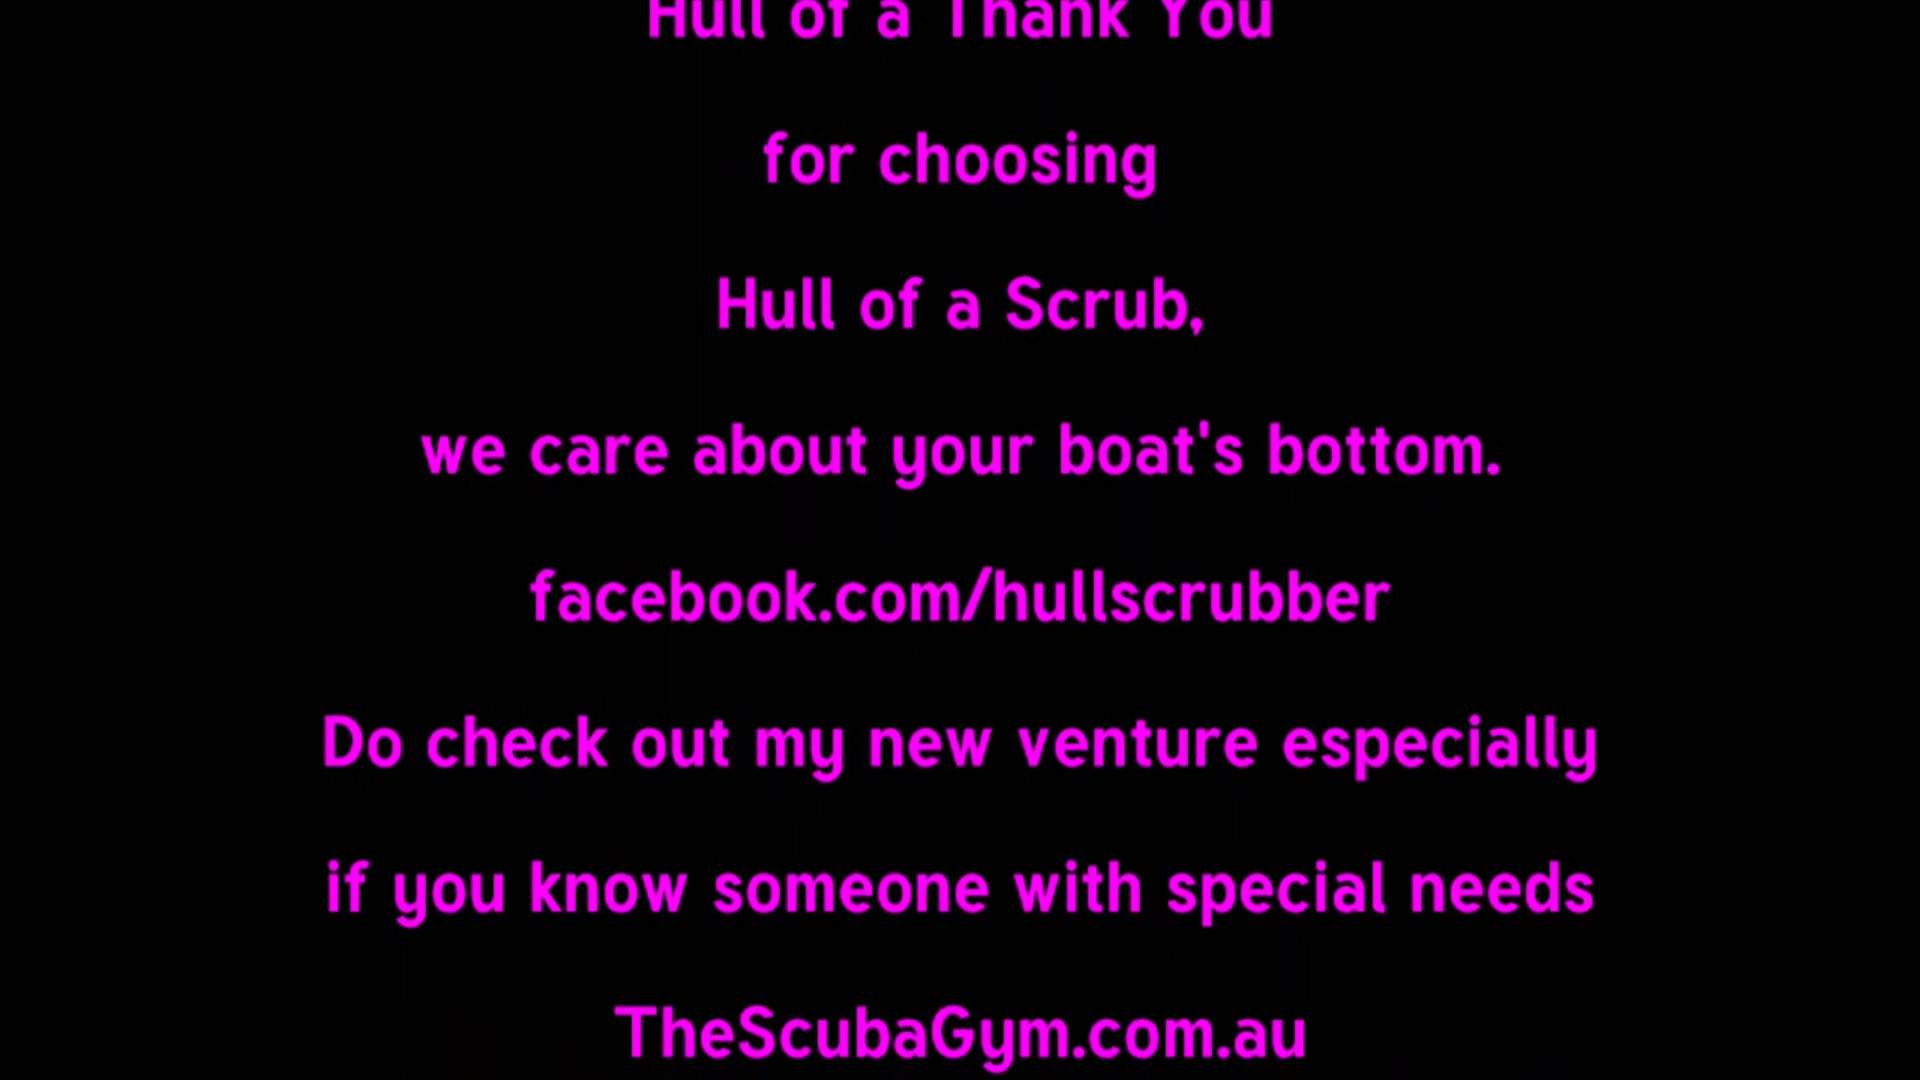 Hull of a Thank You
for choosing
Hull of a Scrub,
we care about your boat's bottom.
facebook.com/hullscrubber
Do check out my new venture especially
if you know someone with special needs
TheScubaGym.com.au